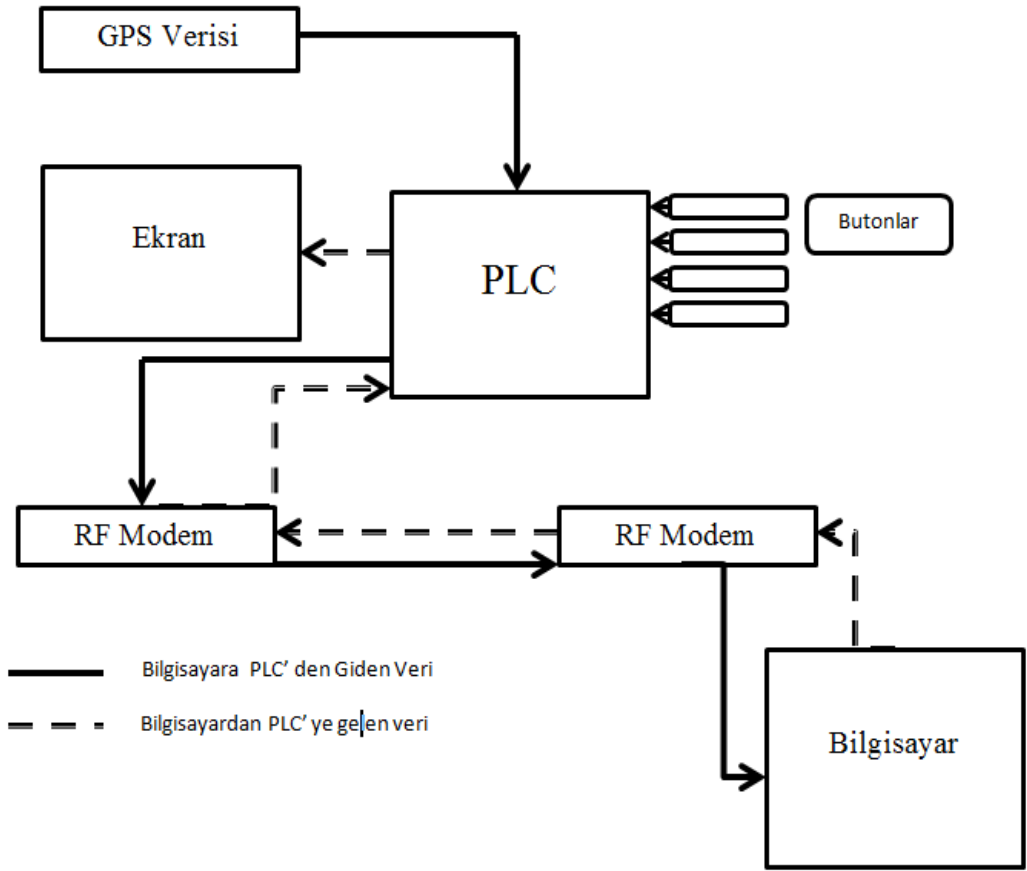 GPS Verisi
Ekran
PLC
Butonlar
RF Modem
RF Modem
Bilgisayara PLC' den Giden Veri
Bilgisayardan PLC' ye gelen veri
Bilgisayar